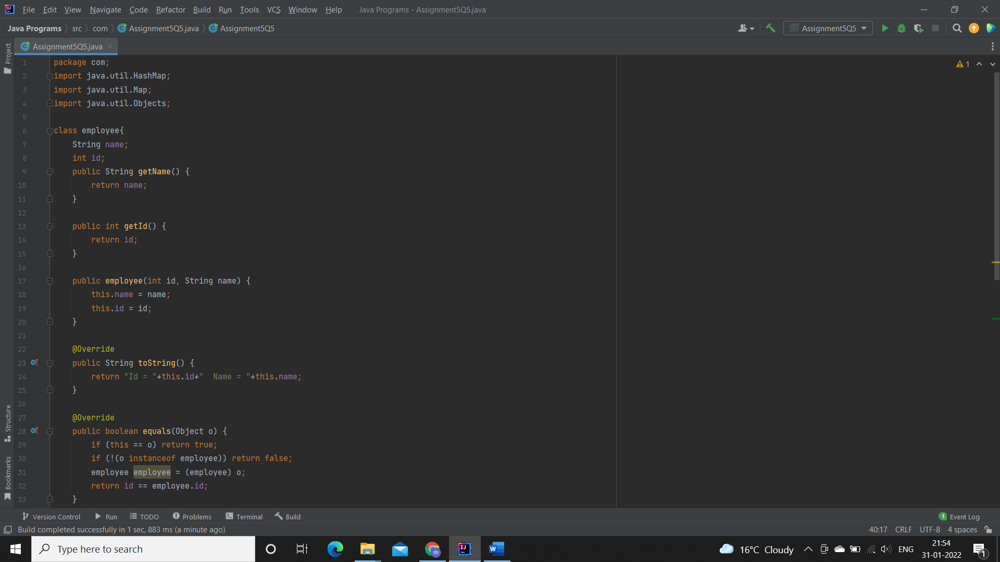 File Edit View Navigate Code Refactor Build Run Tools VCS Window Help Java Programs - Assignment5Q5.java
Java Programs src com Assignment5Q5.java Assignment5Q5 Assignment5Q5
Project
Assignment5Q5.java
1 package com;
2 import java.util.HashMap;
3 import java.util.Map;
4 import java.util.Objects;
5
6 class employee{
7     String name;
8     int id;
9     public String getName() {
10         return name;
11     }
12
13     public int getId() {
14         return id;
15     }
16
17     public employee(int id, String name) {
18         this.name = name;
19         this.id = id;
20     }
21
22     @Override
23     public String toString() {
24         return "Id = "+this.id+"  Name = "+this.name;
25     }
26
27     @Override
28     public boolean equals(Object o) {
29         if (this == o) return true;
30         if (!(o instanceof employee)) return false;
31         employee employee = (employee) o;
32         return id == employee.id;
33     }
1
Structure
Bookmarks
Version Control Run TODO Problems Terminal Build 1 Event Log
Build completed successfully in 1 sec, 883 ms (a minute ago) 40:17 CRLF UTF-8 4 spaces
Type here to search 16°C Cloudy ENG 21:54
31-01-2022
1